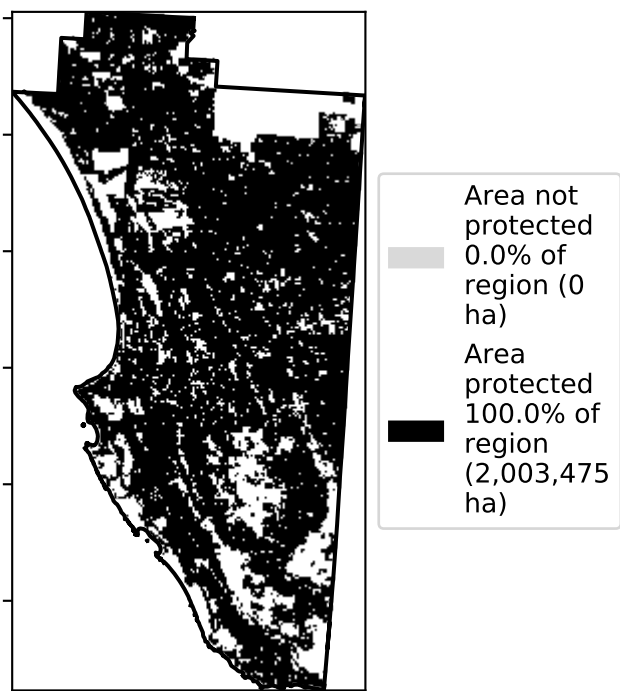 Area not
protected
0.0% of
region (0
ha)
Area
protected
100.0% of
region
(2,003,475
ha)